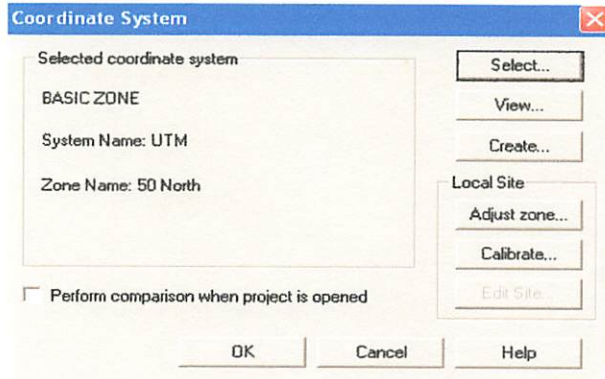 Coordinate System
Selected coordinate system
BASIC ZONE
System Name: UTM
Zone Name: 50 North
Perform comparison when project is opened
Select...
View...
Create...
Local Site
Adjust zone...
Calibrate...
Edit Site...
OK
Cancel
Help